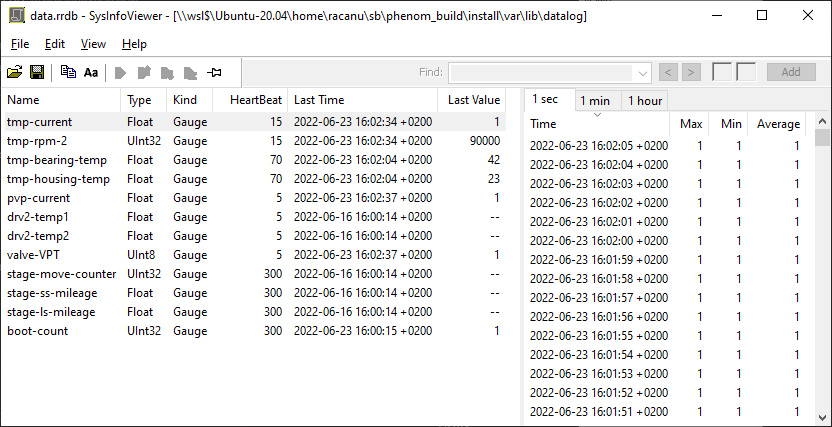 data.rrdb - SysInfoViewer - [\\wsl$\Ubuntu-20.04\home\racanu\sb\phenom_build\install\var\lib\datalog]
File Edit View Help
Aa Find: < > Add
Name Type Kind HeartBeat Last Time Last Value
tmp-current Float Gauge 15 2022-06-23 16:02:34 +0200 1
tmp-rpm-2 UInt32 Gauge 15 2022-06-23 16:02:34 +0200 90000
tmp-bearing-temp Float Gauge 70 2022-06-23 16:02:04 +0200 42
tmp-housing-temp Float Gauge 70 2022-06-23 16:02:04 +0200 23
pvp-current Float Gauge 5 2022-06-23 16:02:37 +0200 1
drv2-temp1 Float Gauge 5 2022-06-16 16:00:14 +0200 --
drv2-temp2 Float Gauge 5 2022-06-16 16:00:14 +0200 --
valve-VPT UInt8 Gauge 5 2022-06-23 16:02:37 +0200 1
stage-move-counter UInt32 Gauge 300 2022-06-16 16:00:14 +0200 --
stage-ss-mileage Float Gauge 300 2022-06-16 16:00:14 +0200 --
stage-ls-mileage Float Gauge 300 2022-06-16 16:00:14 +0200 --
boot-count UInt32 Gauge 300 2022-06-23 16:00:15 +0200 1
1 sec 1 min 1 hour
Time Max Min Average
2022-06-23 16:02:05 +0200 1 1 1
2022-06-23 16:02:04 +0200 1 1 1
2022-06-23 16:02:03 +0200 1 1 1
2022-06-23 16:02:02 +0200 1 1 1
2022-06-23 16:02:01 +0200 1 1 1
2022-06-23 16:02:00 +0200 1 1 1
2022-06-23 16:01:59 +0200 1 1 1
2022-06-23 16:01:58 +0200 1 1 1
2022-06-23 16:01:57 +0200 1 1 1
2022-06-23 16:01:56 +0200 1 1 1
2022-06-23 16:01:55 +0200 1 1 1
2022-06-23 16:01:54 +0200 1 1 1
2022-06-23 16:01:53 +0200 1 1 1
2022-06-23 16:01:52 +0200 1 1 1
2022-06-23 16:01:51 +0200 1 1 1